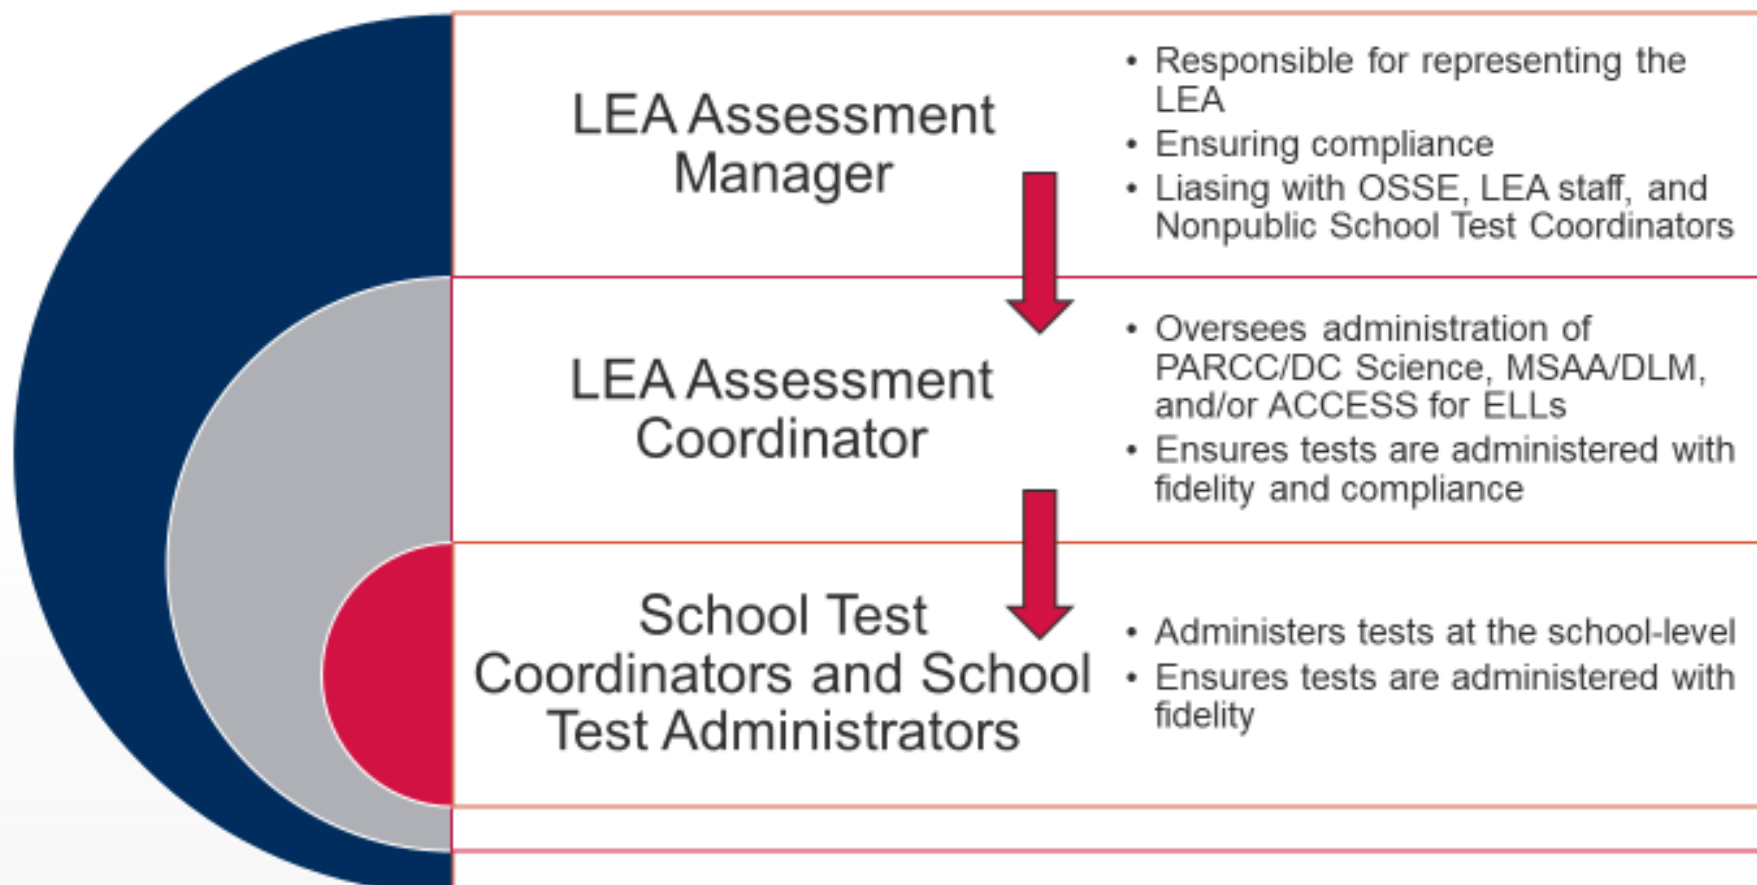 LEA Assessment
Manager
• Responsible for representing the
LEA
• Ensuring compliance
• Liasing with OSSE, LEA staff, and
Nonpublic School Test Coordinators
LEA Assessment
Coordinator
• Oversees administration of
PARCC/DC Science, MSAA/DLM,
and/or ACCESS for ELLs
• Ensures tests are administered with
fidelity and compliance
School Test
Coordinators and School
Test Administrators
• Administers tests at the school-level
• Ensures tests are administered with
fidelity